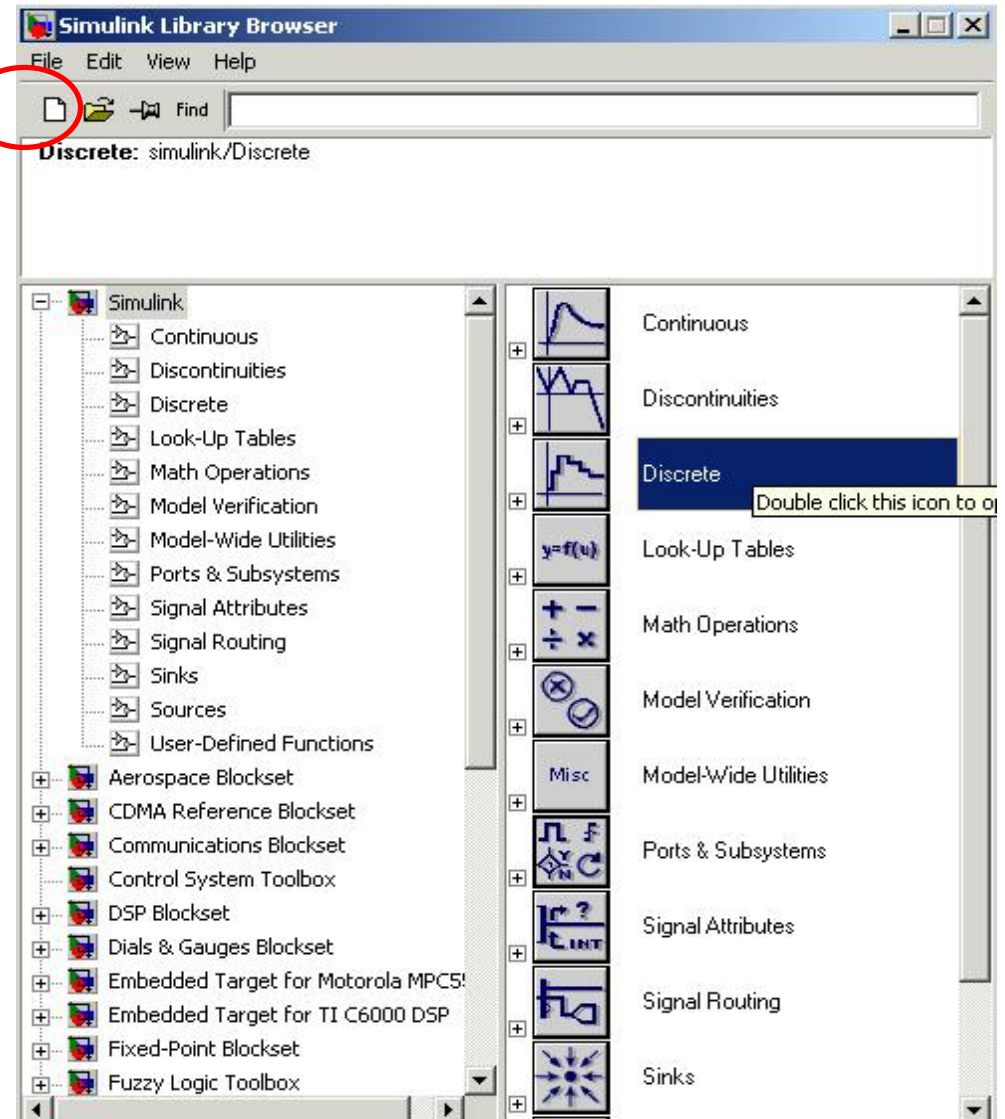 Simulink Library Browser
File Edit View Help
Find
Discrete: simulink/Discrete
Simulink
Continuous
Discontinuities
Discrete
Look-Up Tables
Math Operations
Model Verification
Model-Wide Utilities
Ports & Subsystems
Signal Attributes
Signal Routing
Sinks
Sources
User-Defined Functions
Aerospace Blockset
CDMA Reference Blockset
Communications Blockset
Control System Toolbox
DSP Blockset
Dials & Gauges Blockset
Embedded Target for Motorola MPC5
Embedded Target for TI C6000 DSP
Fixed-Point Blockset
Fuzzy Logic Toolbox
Continuous
Discontinuities
Discrete
Double click this icon to op
y=f(u)
Look-Up Tables
+ − ÷ ×
Math Operations
Model Verification
Misc
Model-Wide Utilities
Y
N
Ports & Subsystems
?
t INT
Signal Attributes
Signal Routing
Sinks